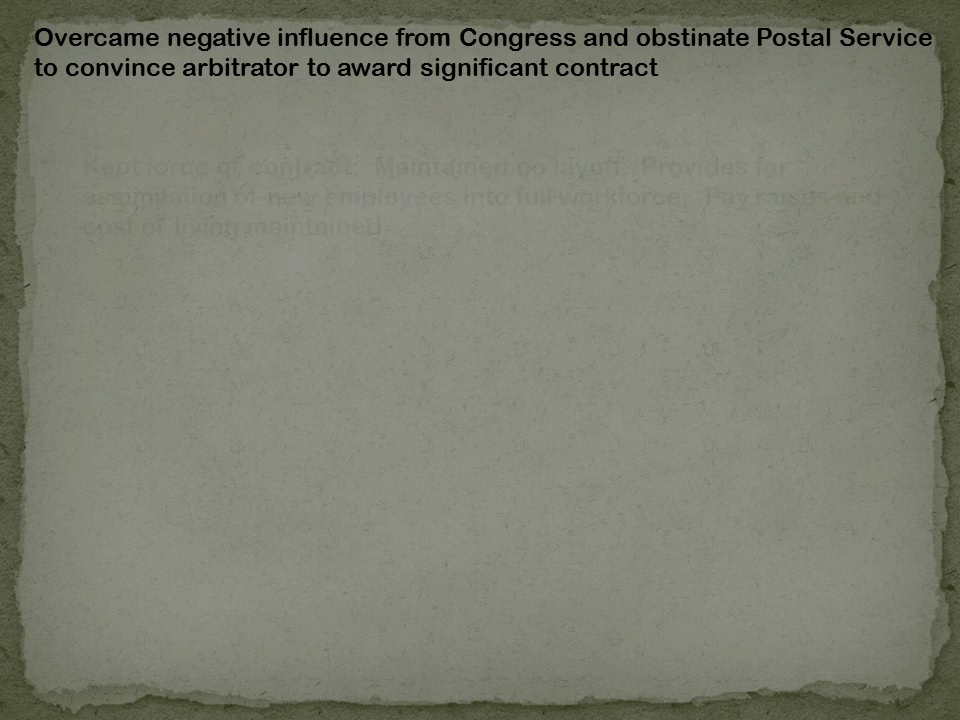 Overcame negative influence from Congress and obstinate Postal Service
to convince arbitrator to award significant contract
Kept force of contract. Maintained no layoff. Provides for
assimilation of new employees into full workforce. Pay raises and
cost of living maintained